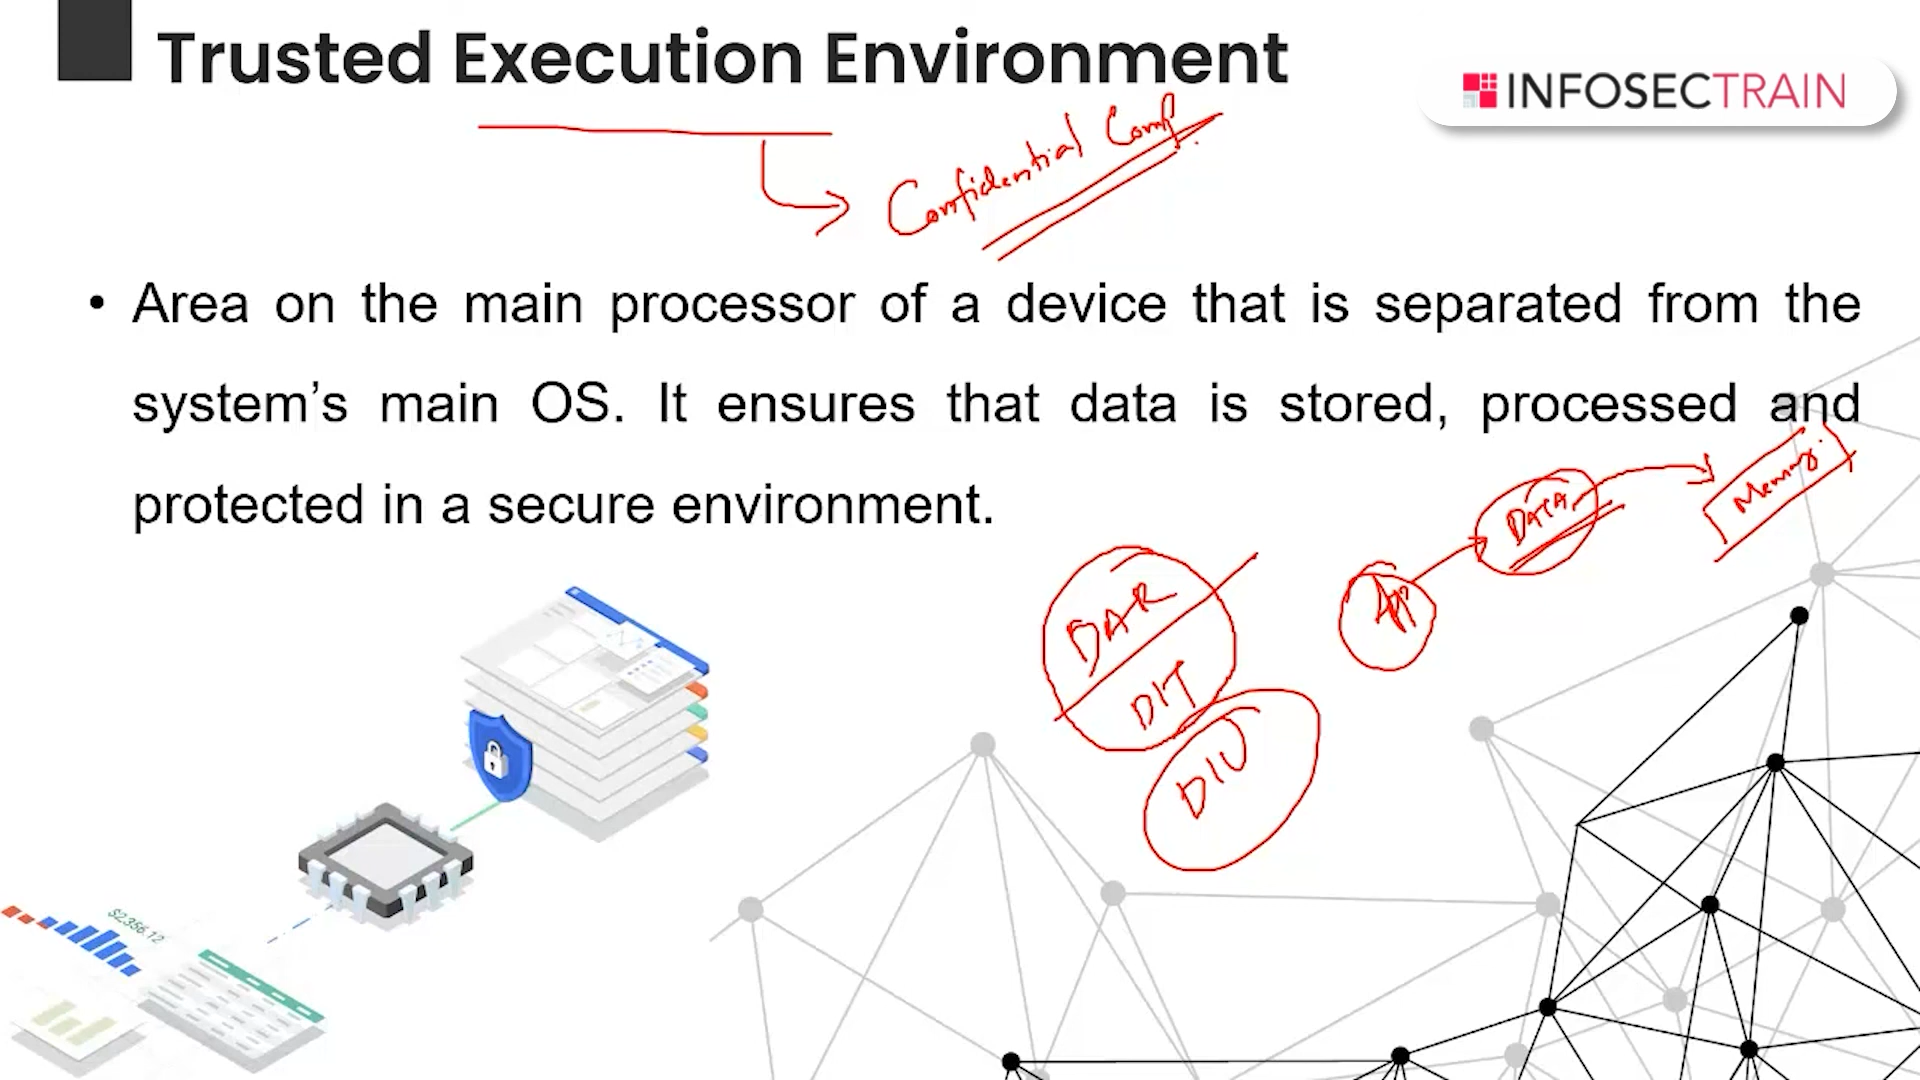 Trusted Execution Environment
INFOSECTRAIN
Confidential Comp.
• Area on the main processor of a device that is separated from the
system's main OS. It ensures that data is stored, processed and
protected in a secure environment.
Memory
DATA
App
DAR
DIT
DIU
$2356.12